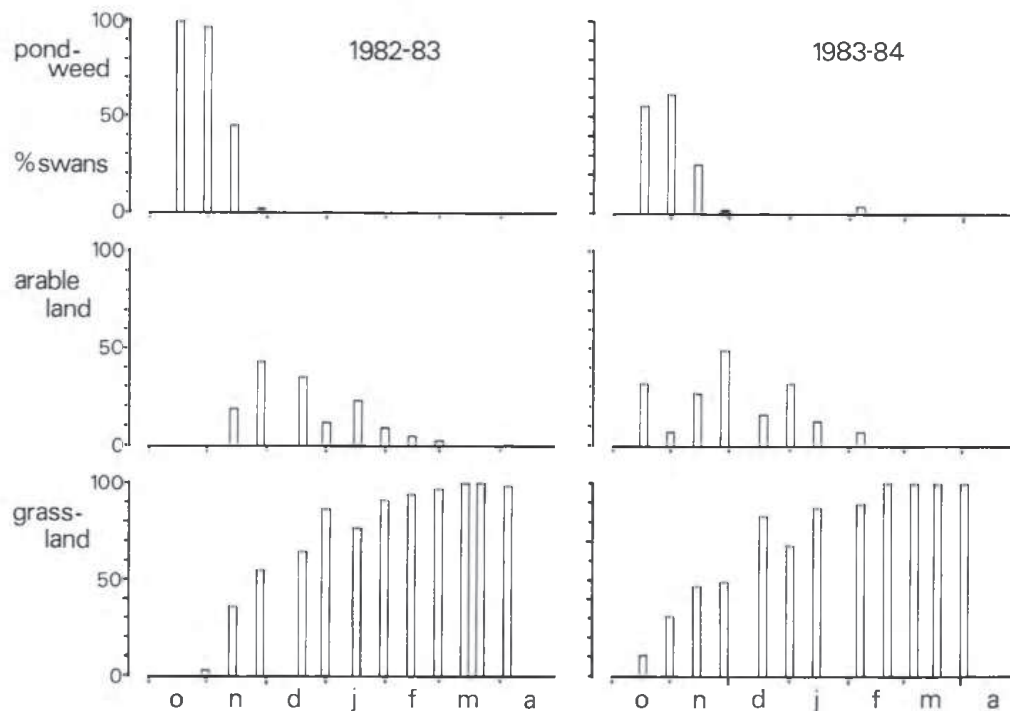 100
pond-
weed
1982-83
1983-84
50
% swans
0
100
arable
land
50
0
100
grass-
land
50
0
o n d j f m a
o n d j f m a